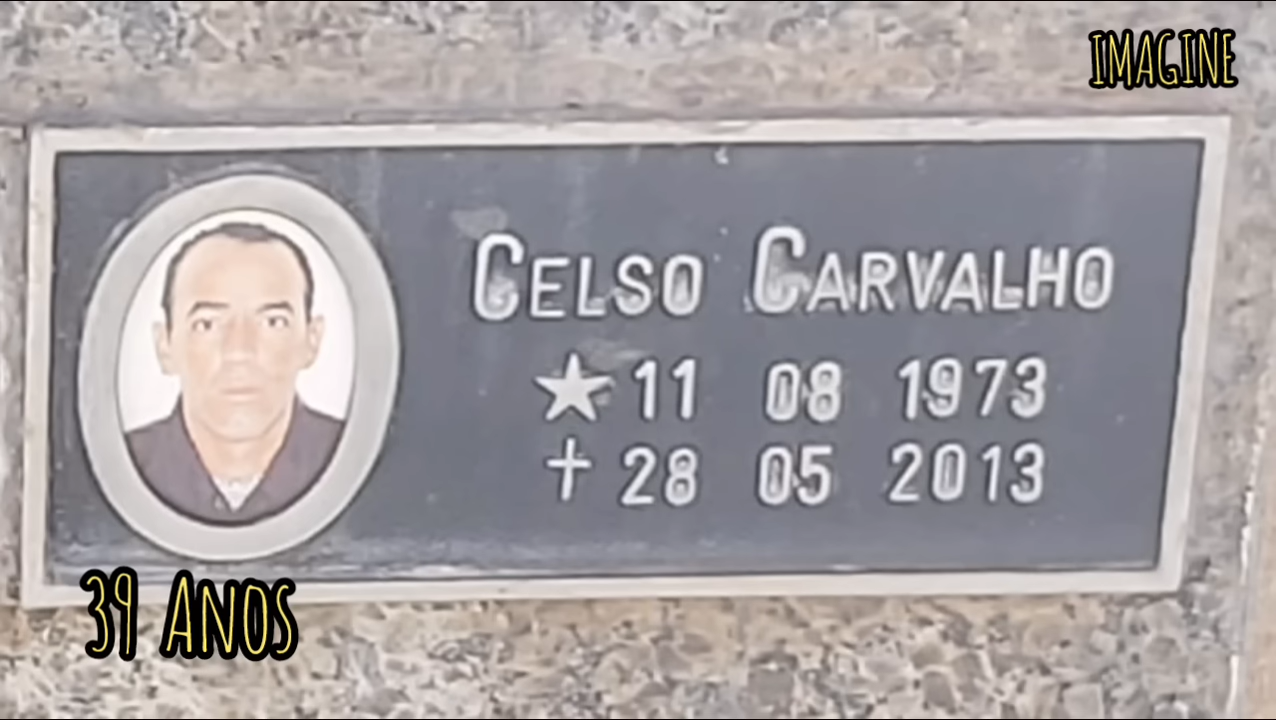 IMAGINE
CELSO CARVALHO
★ 11 08 1973
✝ 28 05 2013
39 ANOS